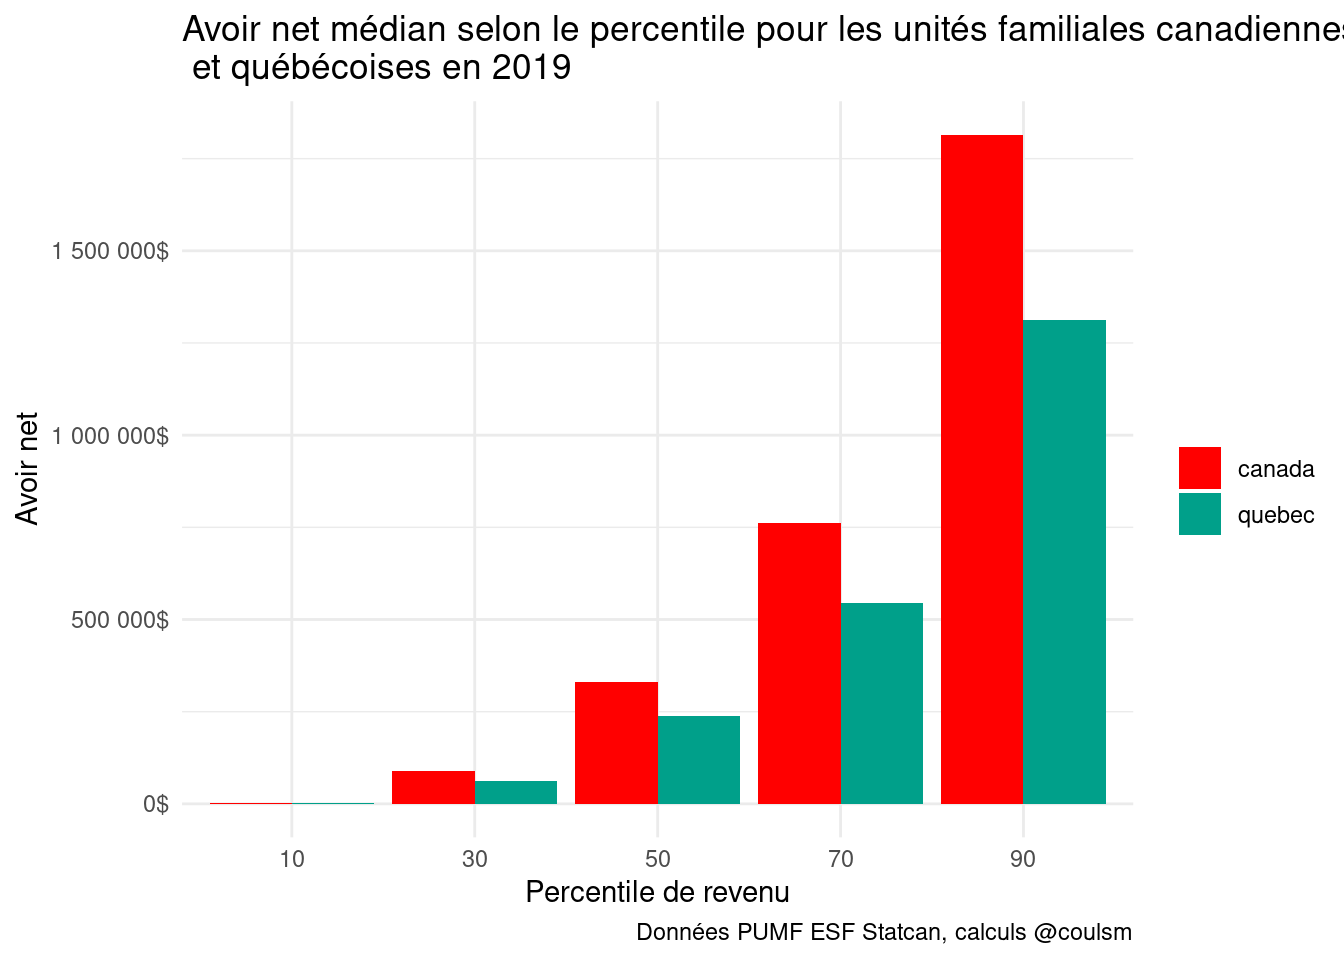 Avoir net médian selon le percentile pour les unités familiales canadiennes
et québécoises en 2019
1 500 000$
1 000 000$
500 000$
0$
Avoir net
10 30 50 70 90
Percentile de revenu
canada
quebec
Données PUMF ESF Statcan, calculs @coulsm